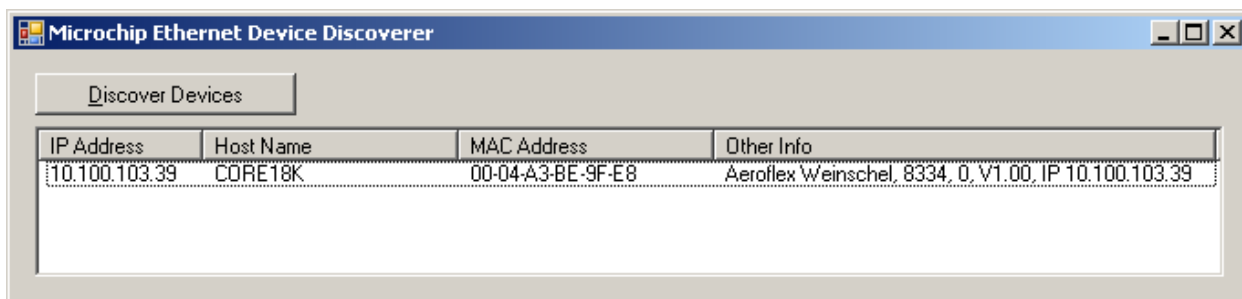 Microchip Ethernet Device Discoverer
Discover Devices
IP Address Host Name MAC Address Other Info
10.100.103.39 CORE18K 00-04-A3-BE-9F-E8 Aeroflex Weinschel, 8334, 0, V1.00, IP 10.100.103.39